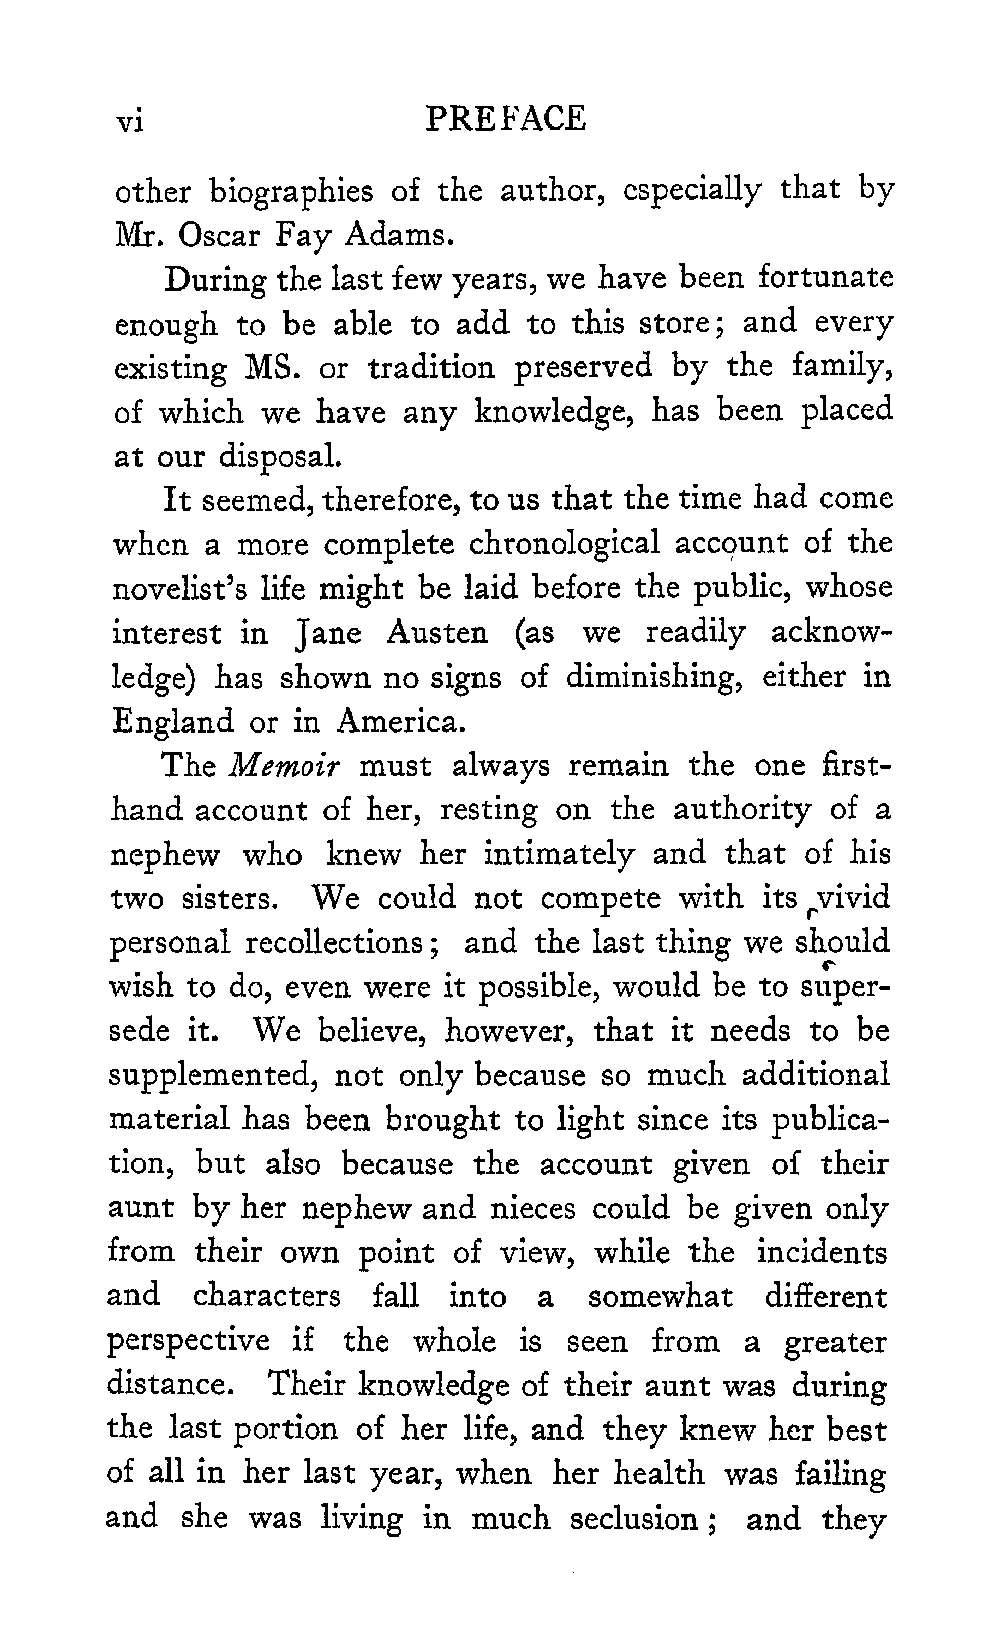 vi PREFACE
other biographies of the author, especially that by
Mr. Oscar Fay Adams.
During the last few years, we have been fortunate
enough to be able to add to this store; and every
existing MS. or tradition preserved by the family,
of which we have any knowledge, has been placed
at our disposal.
It seemed, therefore, to us that the time had come
when a more complete chronological account of the
novelist's life might be laid before the public, whose
interest in Jane Austen (as we readily acknow-
ledge) has shown no signs of diminishing, either in
England or in America.
The Memoir must always remain the one first-
hand account of her, resting on the authority of a
nephew who knew her intimately and that of his
two sisters. We could not compete with its vivid
personal recollections; and the last thing we should
wish to do, even were it possible, would be to super-
sede it. We believe, however, that it needs to be
supplemented, not only because so much additional
material has been brought to light since its publica-
tion, but also because the account given of their
aunt by her nephew and nieces could be given only
from their own point of view, while the incidents
and characters fall into a somewhat different
perspective if the whole is seen from a greater
distance. Their knowledge of their aunt was during
the last portion of her life, and they knew her best
of all in her last year, when her health was failing
and she was living in much seclusion; and they